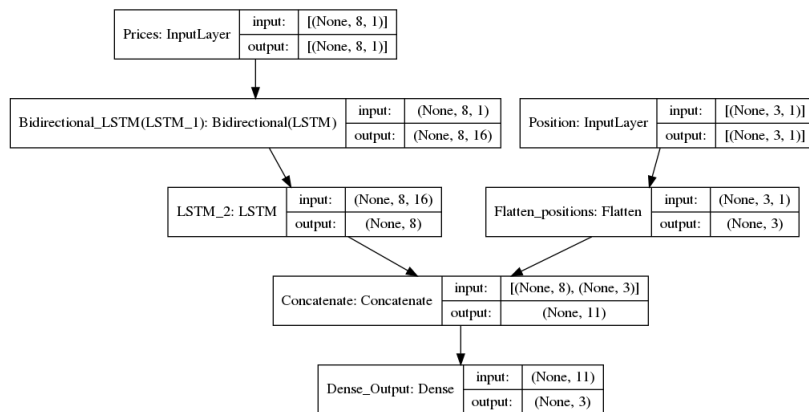 Prices: InputLayer
input: [(None, 8, 1)]
output: [(None, 8, 1)]
Bidirectional_LSTM(LSTM_1): Bidirectional(LSTM)
input: (None, 8, 1)
output: (None, 8, 16)
Position: InputLayer
input: [(None, 3, 1)]
output: [(None, 3, 1)]
LSTM_2: LSTM
input: (None, 8, 16)
output: (None, 8)
Flatten_positions: Flatten
input: (None, 3, 1)
output: (None, 3)
Concatenate: Concatenate
input: [(None, 8), (None, 3)]
output: (None, 11)
Dense_Output: Dense
input: (None, 11)
output: (None, 3)